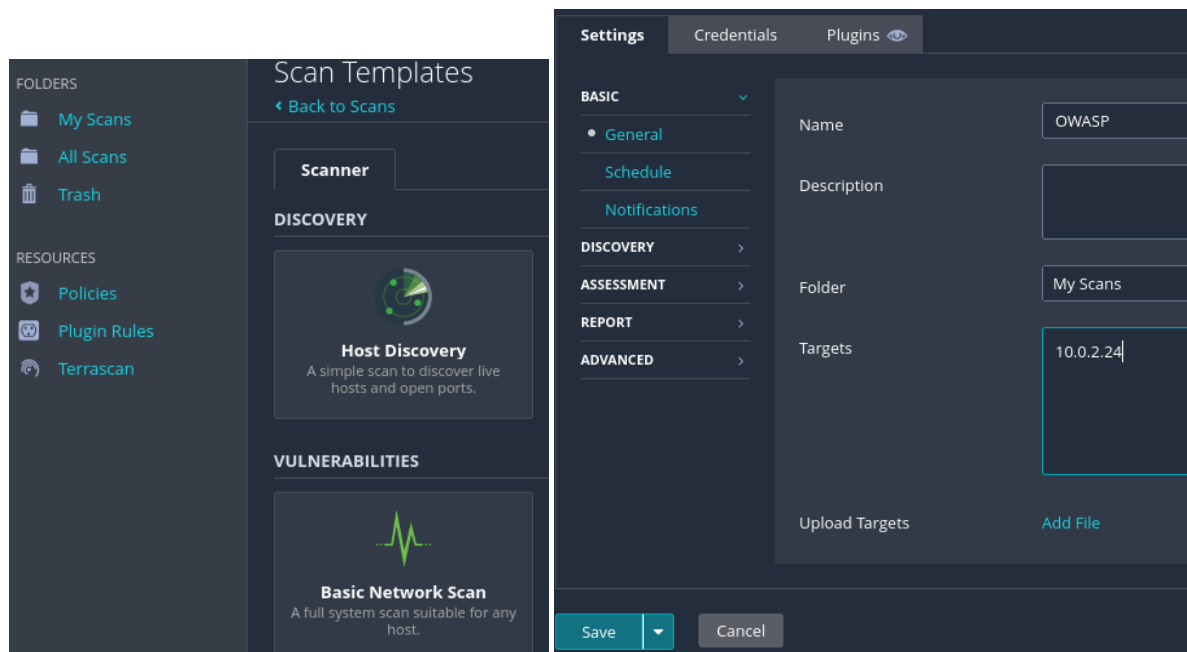 FOLDERS
My Scans
All Scans
Trash
RESOURCES
Policies
Plugin Rules
Terrascan
Scan Templates
Back to Scans
Scanner
DISCOVERY
Host Discovery
A simple scan to discover live
hosts and open ports.
VULNERABILITIES
Basic Network Scan
A full system scan suitable for any
host.
Settings
Credentials
Plugins
BASIC
General
Schedule
Notifications
DISCOVERY
ASSESSMENT
REPORT
ADVANCED
Name
OWASP
Description
Folder
My Scans
Targets
10.0.2.24
Upload Targets
Add File
Save
Cancel